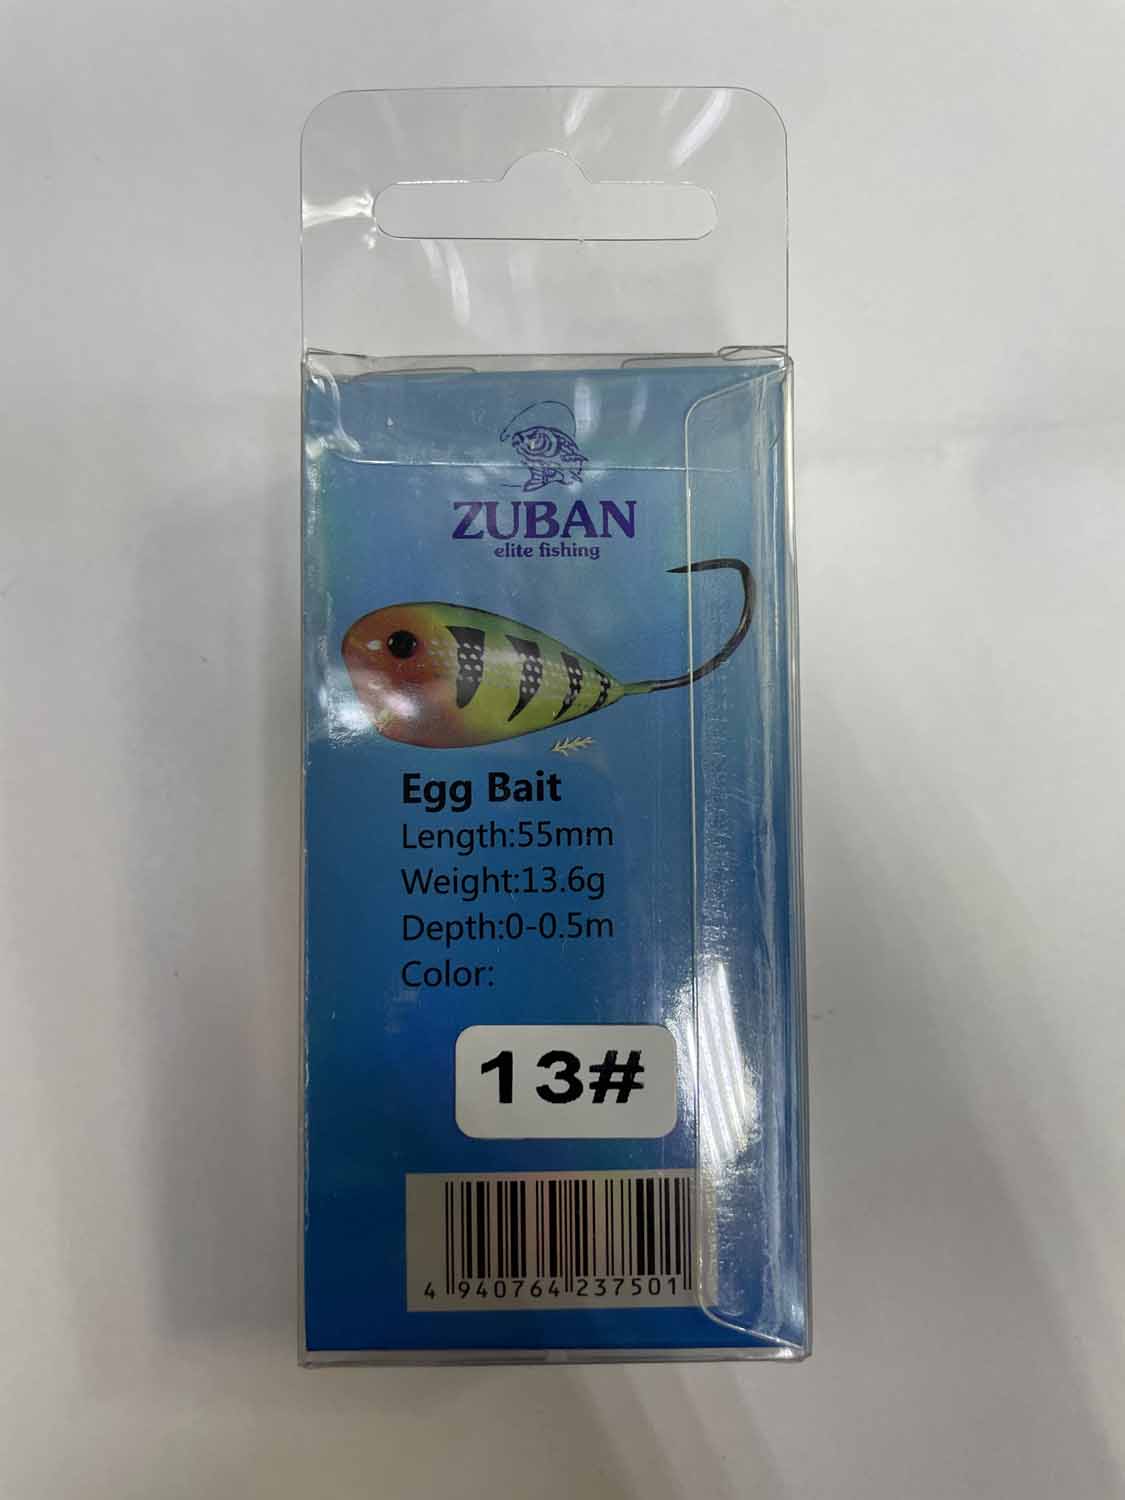 ZUBAN
elite fishing
Egg Bait
Length:55mm
Weight:13.6g
Depth:0-0.5m
Color:
13#
4 940764 237501